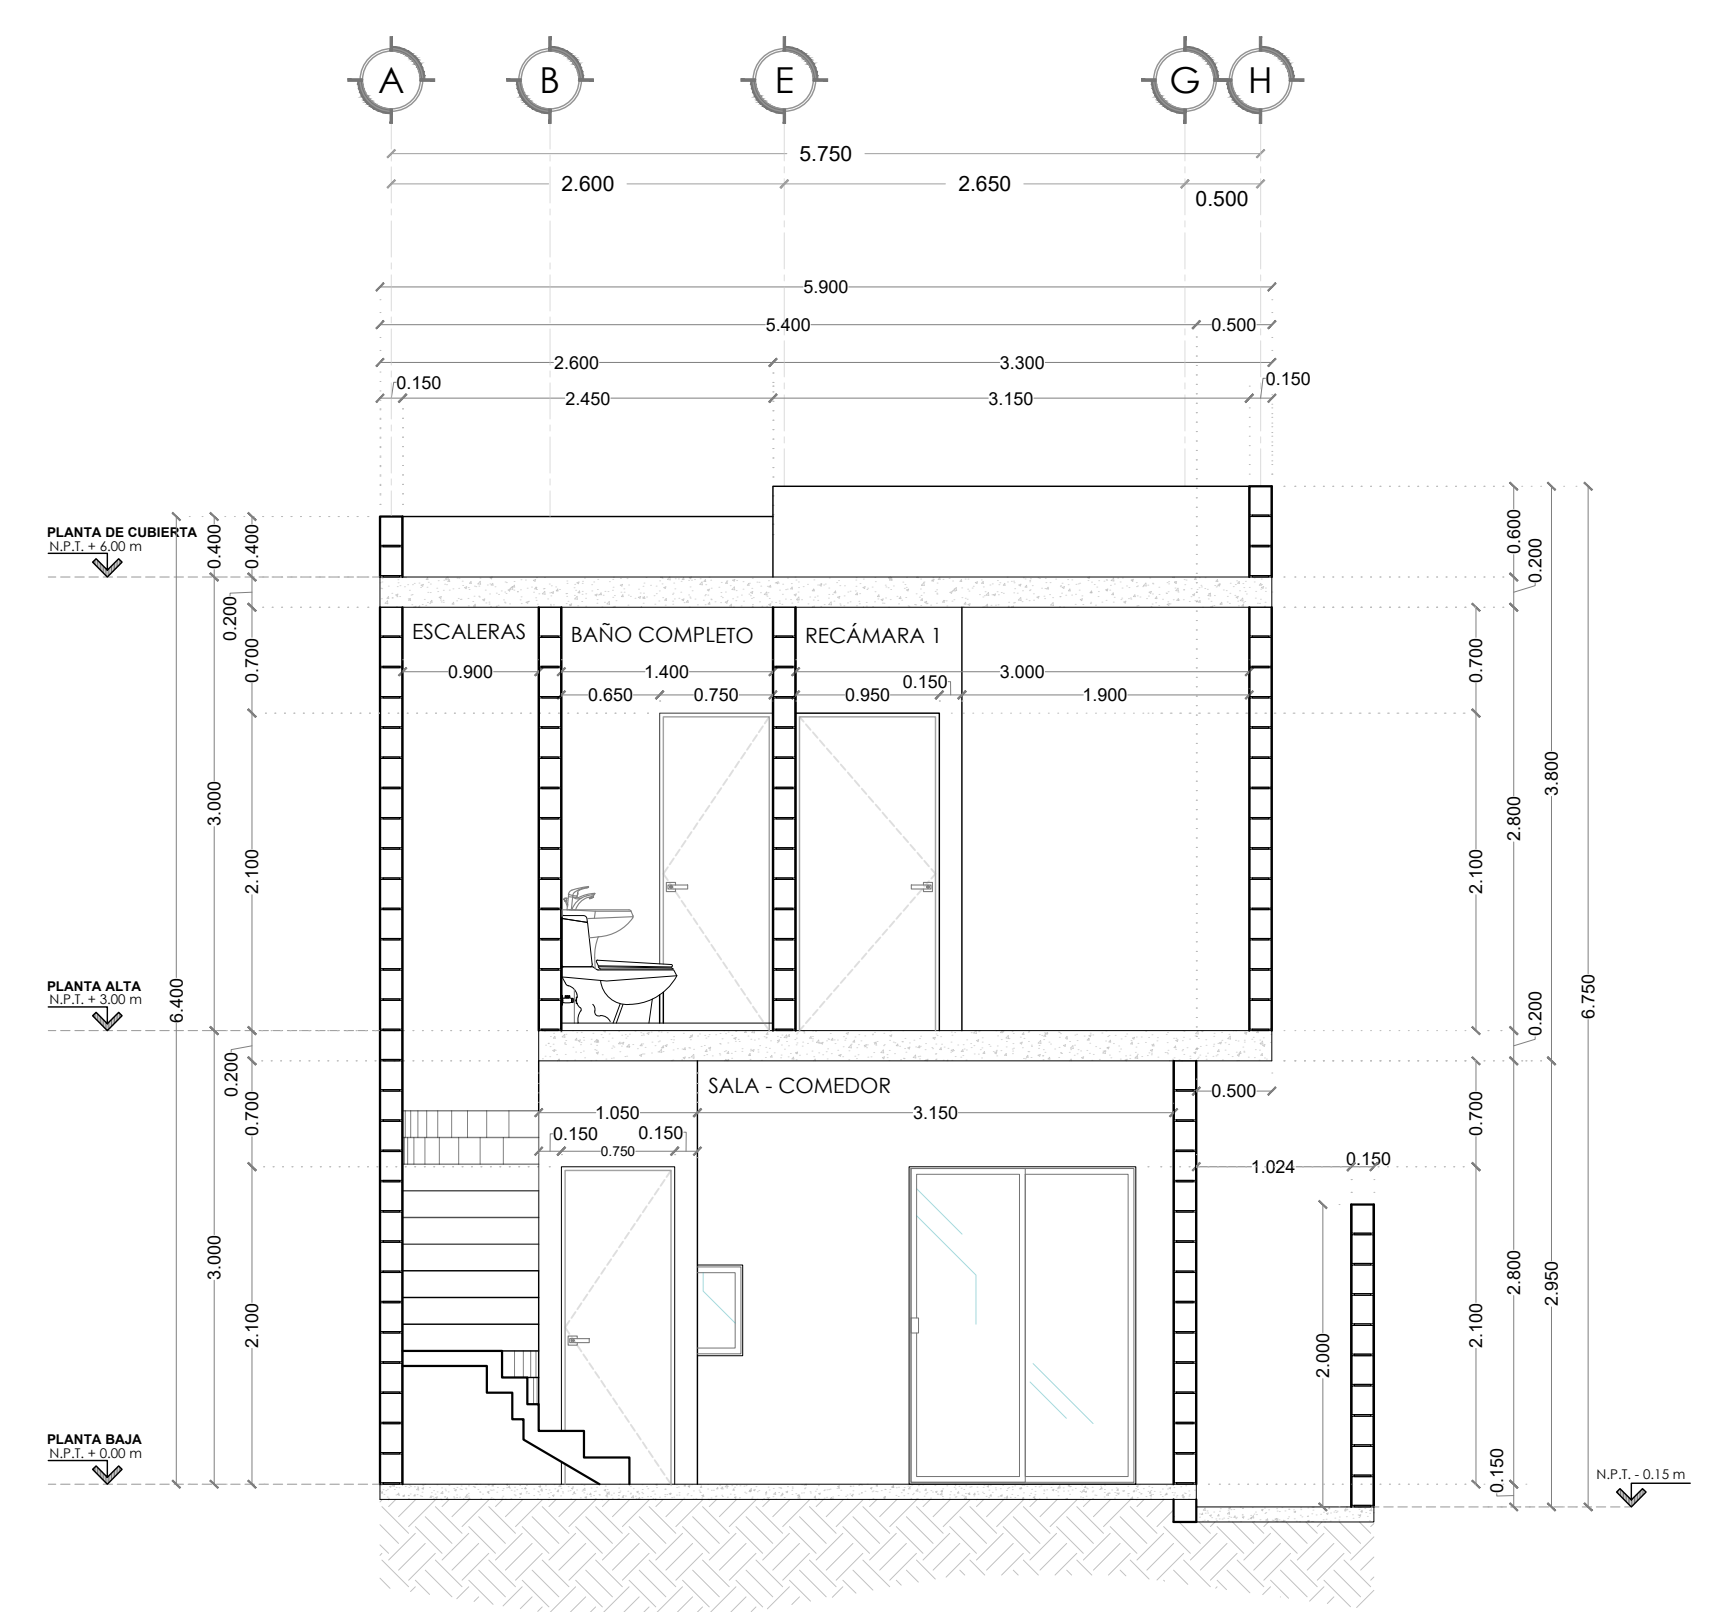 A B E G H
5.750
2.600 2.650
0.500
5.900
5.400 0.500
2.600 3.300
0.150 0.150
2.450 3.150
PLANTA DE CUBIERTA
N.P.T. + 6.00 m
0.400 0.400 0.600
0.200 0.200
ESCALERAS BAÑO COMPLETO RECÁMARA 1
0.700 0.700
0.900 1.400 3.000
0.150
0.650 0.750 0.950 1.900
3.000 2.100 2.100 2.800 3.800
PLANTA ALTA
N.P.T. + 3.00 m
6.400 6.750
0.200 0.200
SALA - COMEDOR
0.500
0.700 0.700
1.050 3.150
0.150 0.150
0.750
1.024 0.150
3.000 2.100 2.000 2.100 2.800 2.950
PLANTA BAJA
N.P.T. + 0.00 m
0.150
N.P.T. - 0.15 m